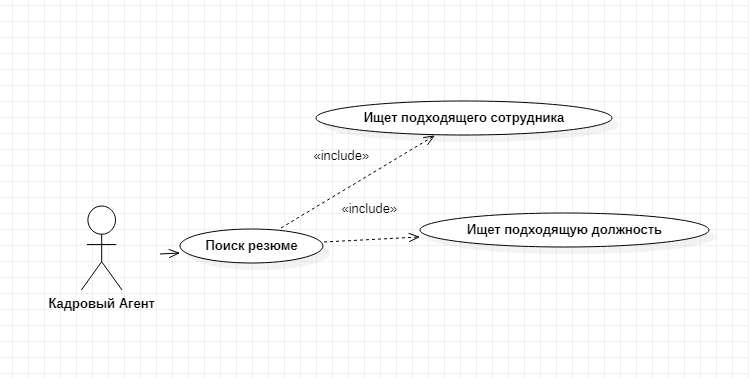 Ищет подходящего сотрудника
«include»
«include»
Ищет подходящую должность
Поиск резюме
Кадровый Агент